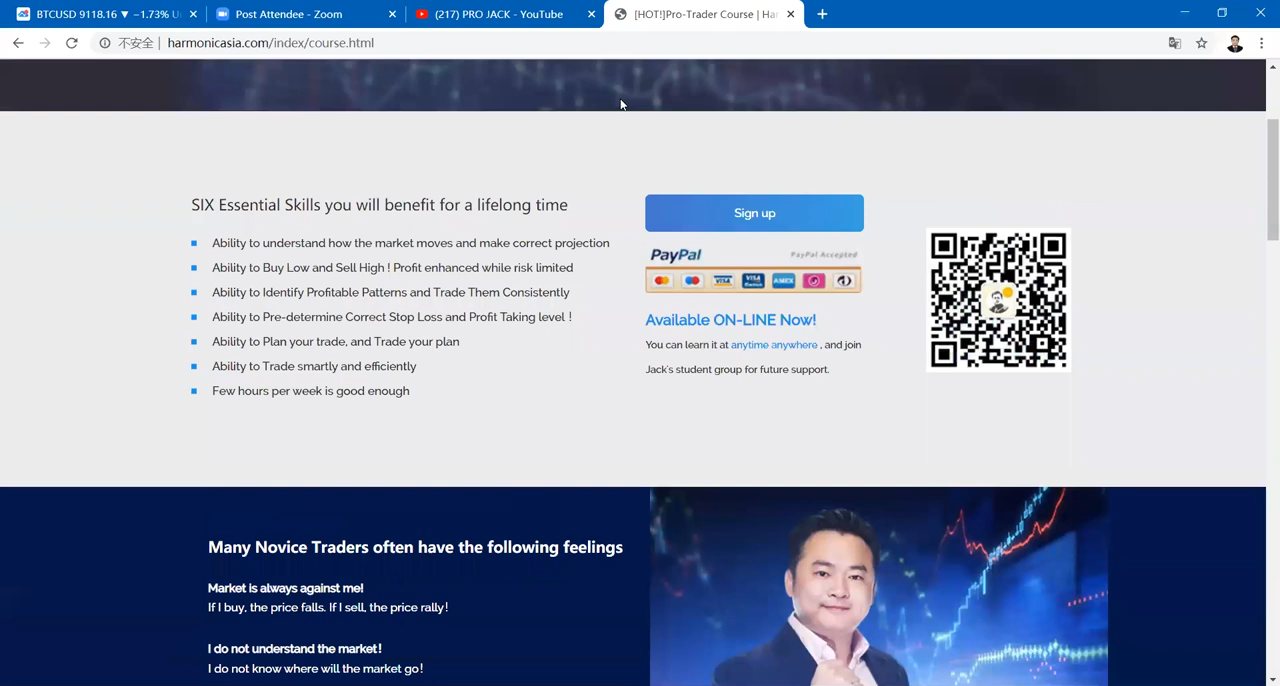 BTCUSD 9118.16 ▼ −1.73% U
Post Attendee - Zoom
(217) PRO JACK - YouTube
[HOT!]Pro-Trader Course | Har
不安全
harmonicasia.com/index/course.html
SIX Essential Skills you will benefit for a lifelong time
Ability to understand how the market moves and make correct projection
Ability to Buy Low and Sell High ! Profit enhanced while risk limited
Ability to Identify Profitable Patterns and Trade Them Consistently
Ability to Pre-determine Correct Stop Loss and Profit Taking level !
Ability to Plan your trade, and Trade your plan
Ability to Trade smartly and efficiently
Few hours per week is good enough
Sign up
PayPal
PayPal Accepted
VISA
VISA
AMEX
Available ON-LINE Now!
You can learn it at anytime anywhere , and join
Jack's student group for future support.
Many Novice Traders often have the following feelings
Market is always against me!
If I buy, the price falls. If I sell, the price rally!
I do not understand the market!
I do not know where will the market go!